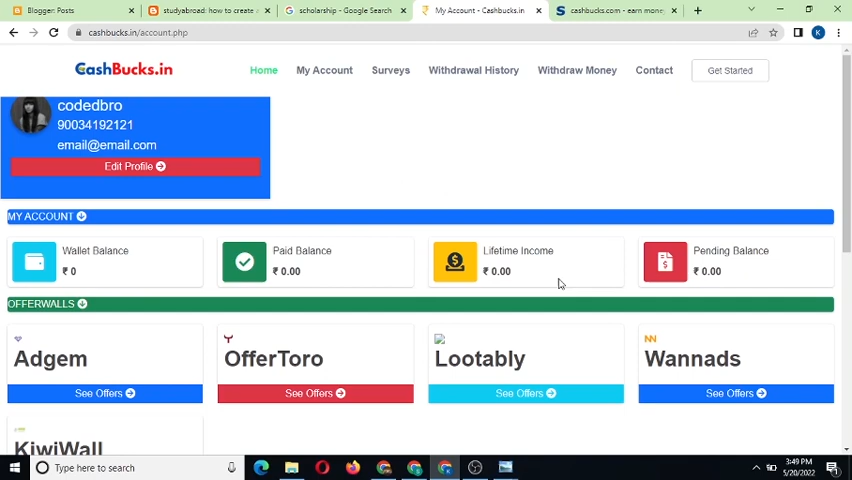 Blogger: Posts
studyabroad: how to create a
scholarship - Google Search
My Account - Cashbucks.in
cashbucks.com - earn money
cashbucks.in/account.php
K
CashBucks.in
Home
My Account
Surveys
Withdrawal History
Withdraw Money
Contact
Get Started
codedbro
90034192121
email@email.com
Edit Profile
MY ACCOUNT
Wallet Balance
₹ 0
Paid Balance
₹ 0.00
Lifetime Income
₹ 0.00
Pending Balance
₹ 0.00
OFFERWALLS
Adgem
See Offers
OfferToro
See Offers
Lootably
See Offers
Wannads
See Offers
KiwiWall
Type here to search
3:49 PM
5/20/2022